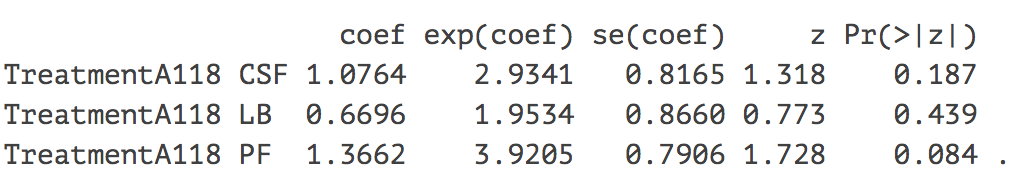 coef exp(coef) se(coef) z Pr(>|z|)
TreatmentA118 CSF 1.0764 2.9341 0.8165 1.318 0.187
TreatmentA118 LB 0.6696 1.9534 0.8660 0.773 0.439
TreatmentA118 PF 1.3662 3.9205 0.7906 1.728 0.084 .